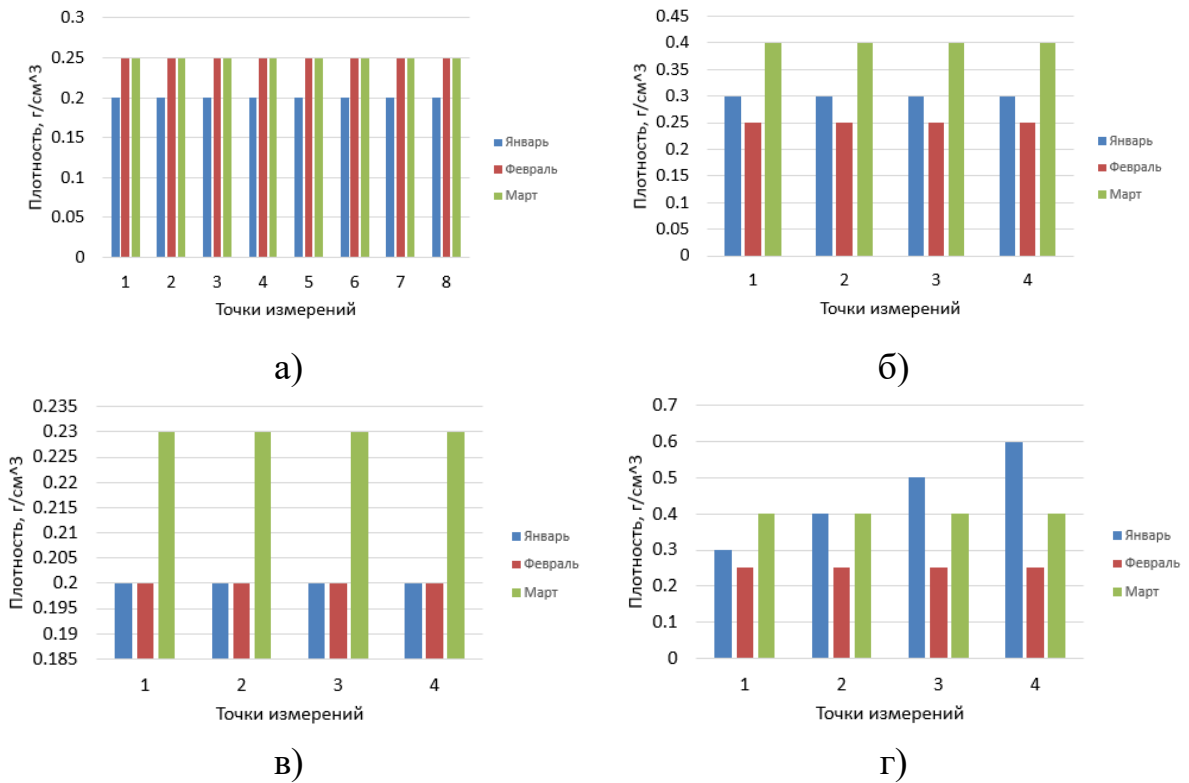 0.3
0.25
0.2
0.15
0.1
0.05
0
Плотность, г/см^3
1 2 3 4 5 6 7 8
Точки измерений
Январь
Февраль
Март
а)
0.45
0.4
0.35
0.3
0.25
0.2
0.15
0.1
0.05
0
Плотность, г/см^3
1 2 3 4
Точки измерений
Январь
Февраль
Март
б)
0.235
0.23
0.225
0.22
0.215
0.21
0.205
0.2
0.195
0.19
0.185
Плотность, г/см^3
1 2 3 4
Точки измерений
Январь
Февраль
Март
в)
0.7
0.6
0.5
0.4
0.3
0.2
0.1
0
Плотность, г/см^3
1 2 3 4
Точки измерений
Январь
Февраль
Март
г)